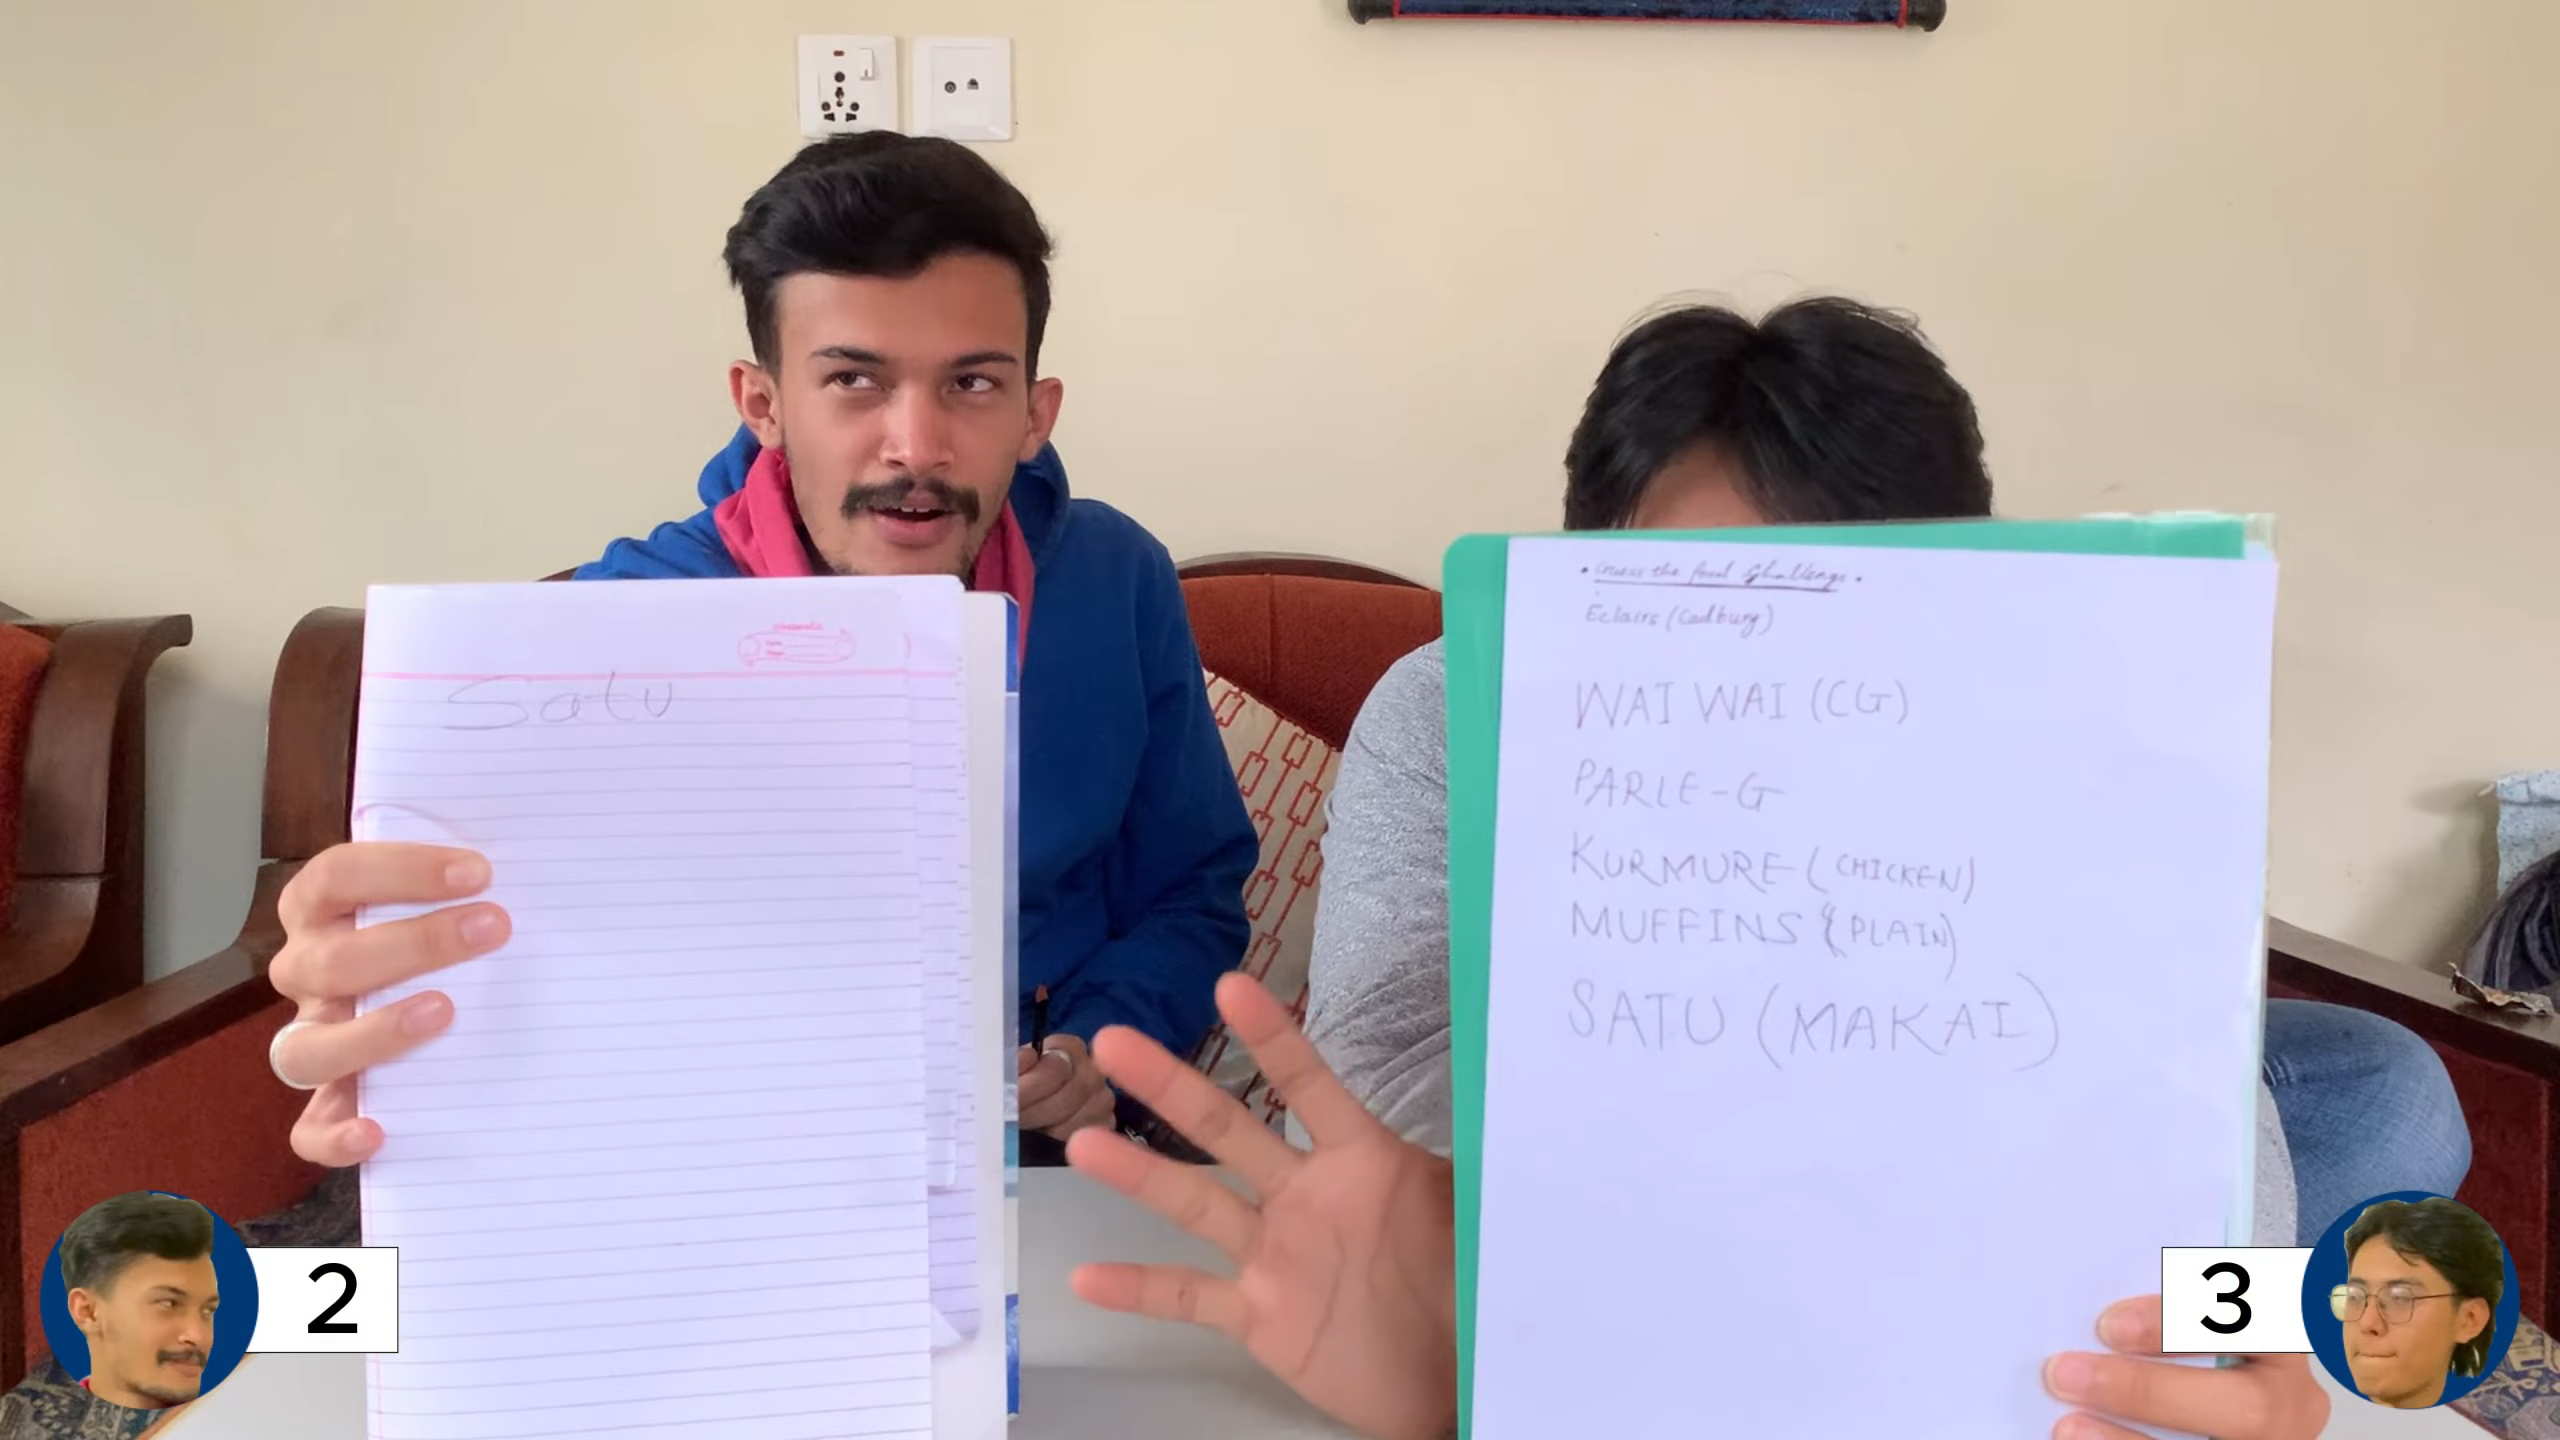 Satu
• Guess the food Challenge •
Eclairs (Cadbury)
WAI WAI (CG)
PARLE-G
KURMURE (CHICKEN)
MUFFINS (PLAIN)
SATU (MAKAI)
2
3